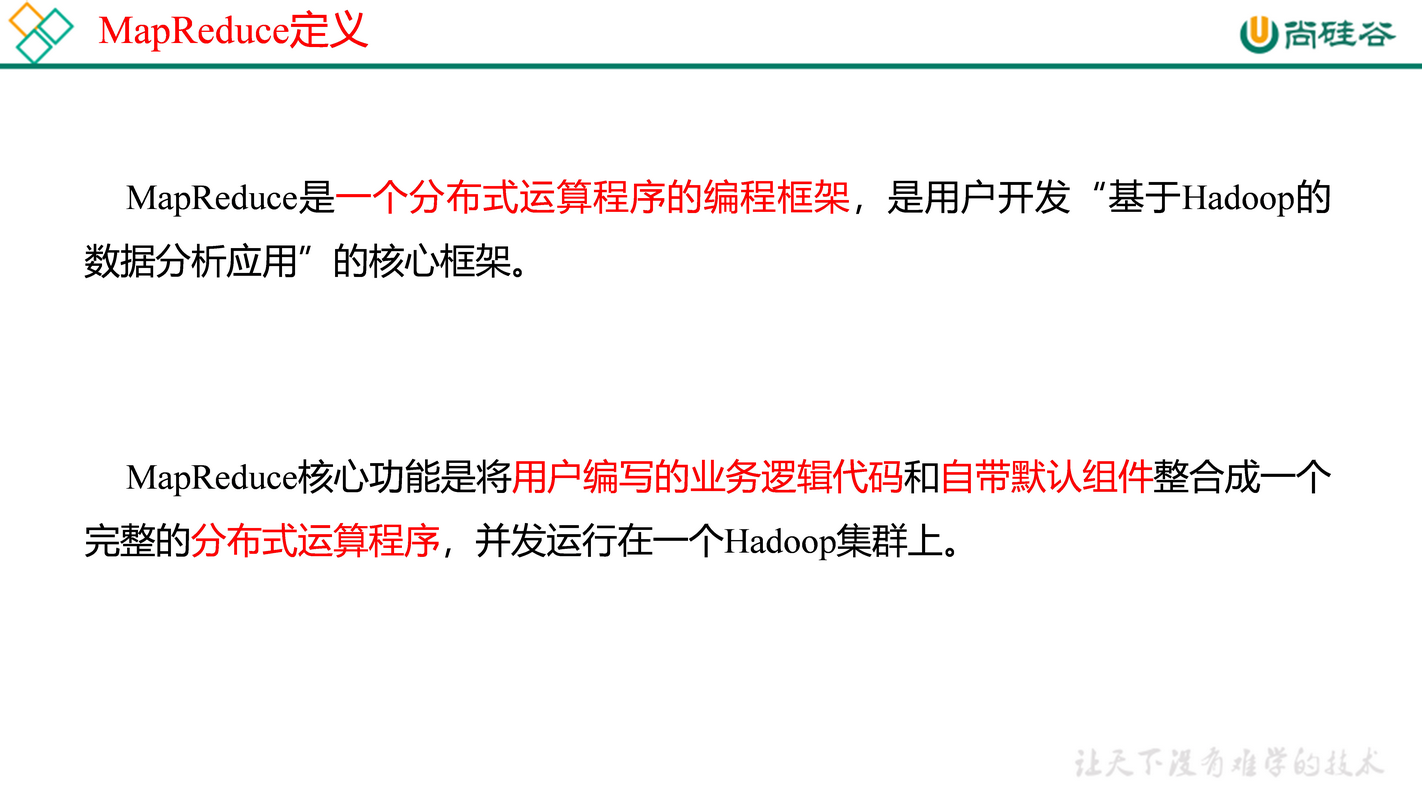 MapReduce定义
尚硅谷
MapReduce是一个分布式运算程序的编程框架，是用户开发“基于Hadoop的
数据分析应用”的核心框架。
MapReduce核心功能是将用户编写的业务逻辑代码和自带默认组件整合成一个
完整的分布式运算程序，并发运行在一个Hadoop集群上。
让天下没有难学的技术